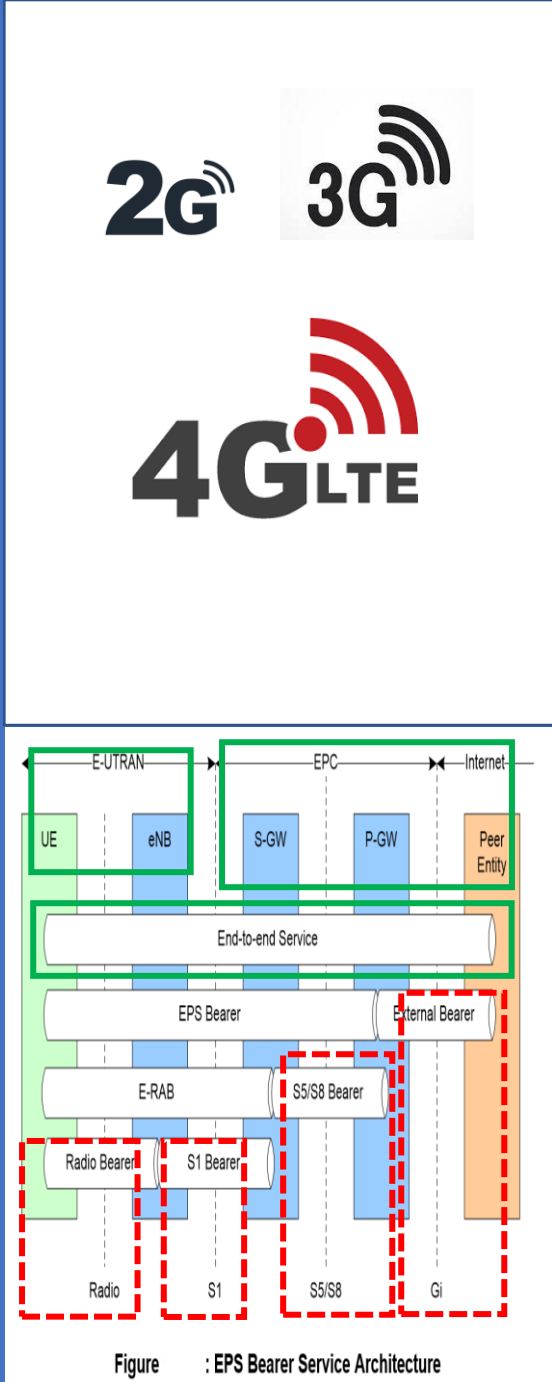 2G
3G
4G LTE
E-UTRAN EPC Internet
UE eNB S-GW P-GW Peer
Entity
End-to-end Service
EPS Bearer External Bearer
E-RAB S5/S8 Bearer
Radio Bearer S1 Bearer
Radio S1 S5/S8 Gi
Figure : EPS Bearer Service Architecture